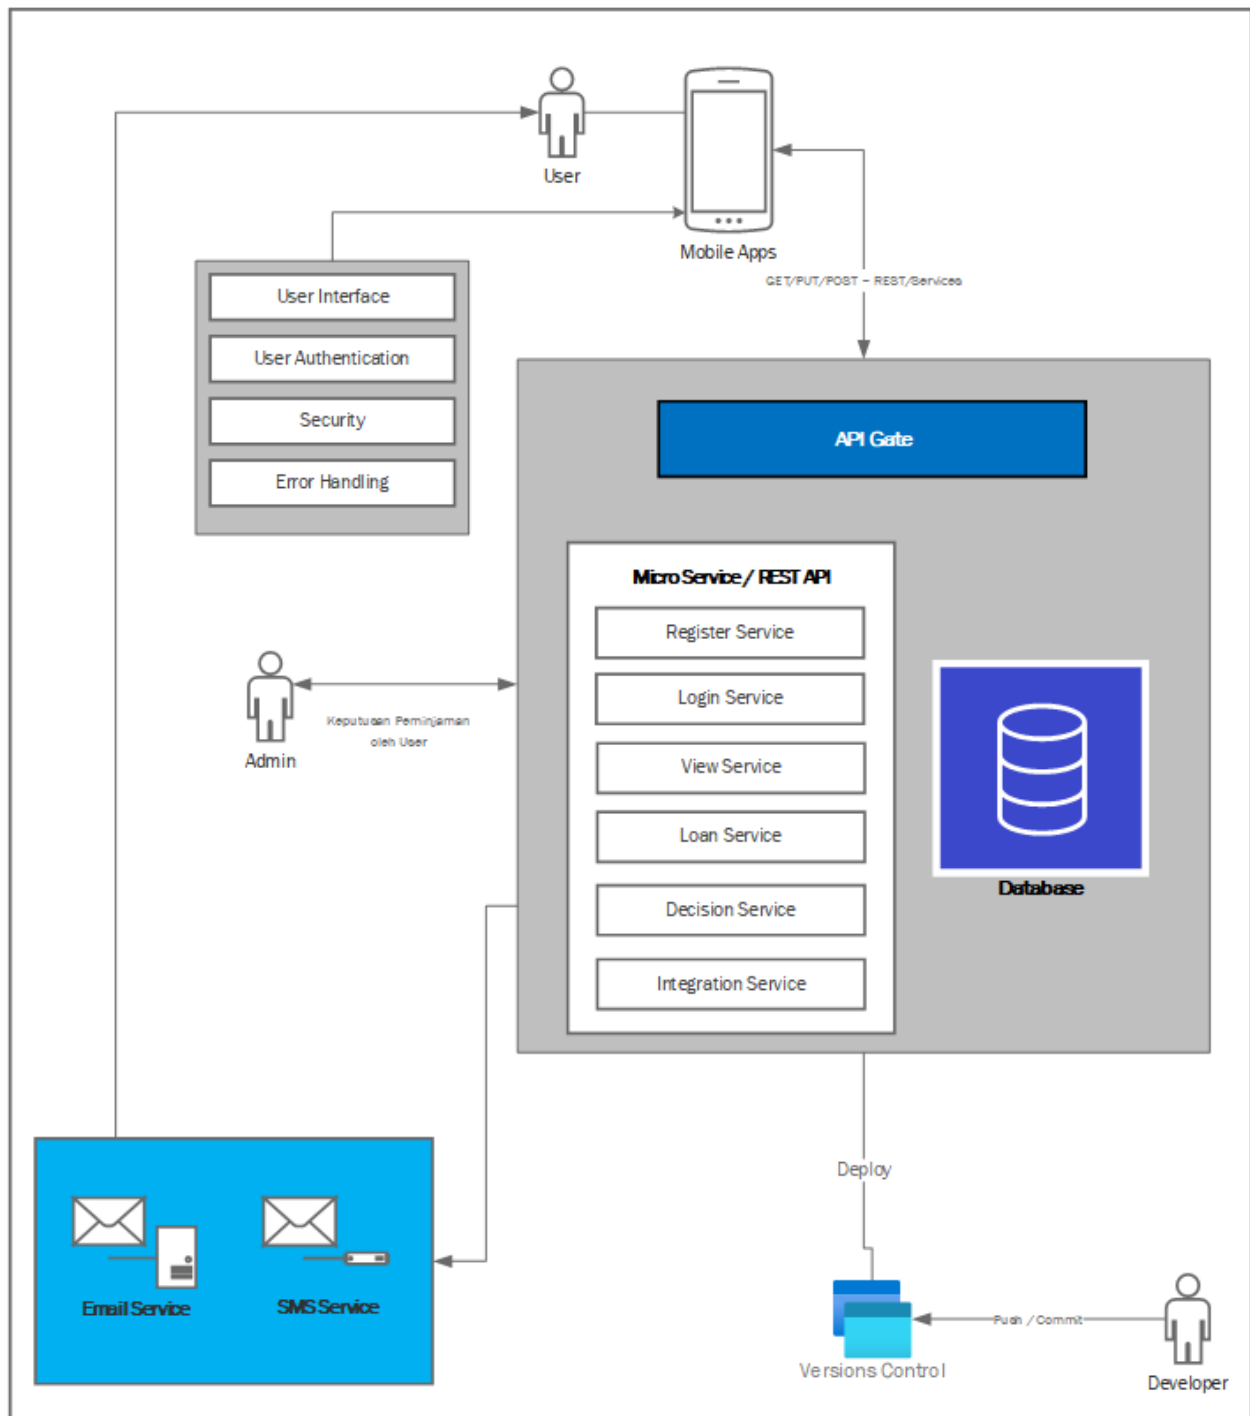 User
Mobile Apps
GET/PUT/POST – REST/Services
User Interface
User Authentication
Security
Error Handling
API Gate
Micro Service / REST API
Register Service
Login Service
View Service
Loan Service
Decision Service
Integration Service
Database
Keputusan Peminjaman
oleh User
Admin
Email Service
SMS Service
Deploy
Push / Commit
Versions Control
Developer